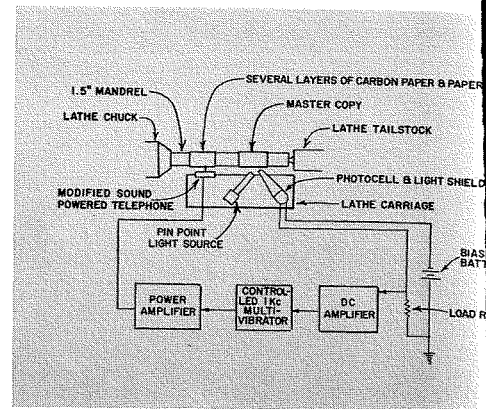 SEVERAL LAYERS OF CARBON PAPER & PAPER
1.5" MANDREL
MASTER COPY
LATHE CHUCK
LATHE TAILSTOCK
PHOTOCELL & LIGHT SHIELD
MODIFIED SOUND
POWERED TELEPHONE
LATHE CARRIAGE
PIN POINT
LIGHT SOURCE
BIAS
BATT
POWER
AMPLIFIER
CONTROL-
LED 1 Kc
MULTI-
VIBRATOR
DC
AMPLIFIER
LOAD R